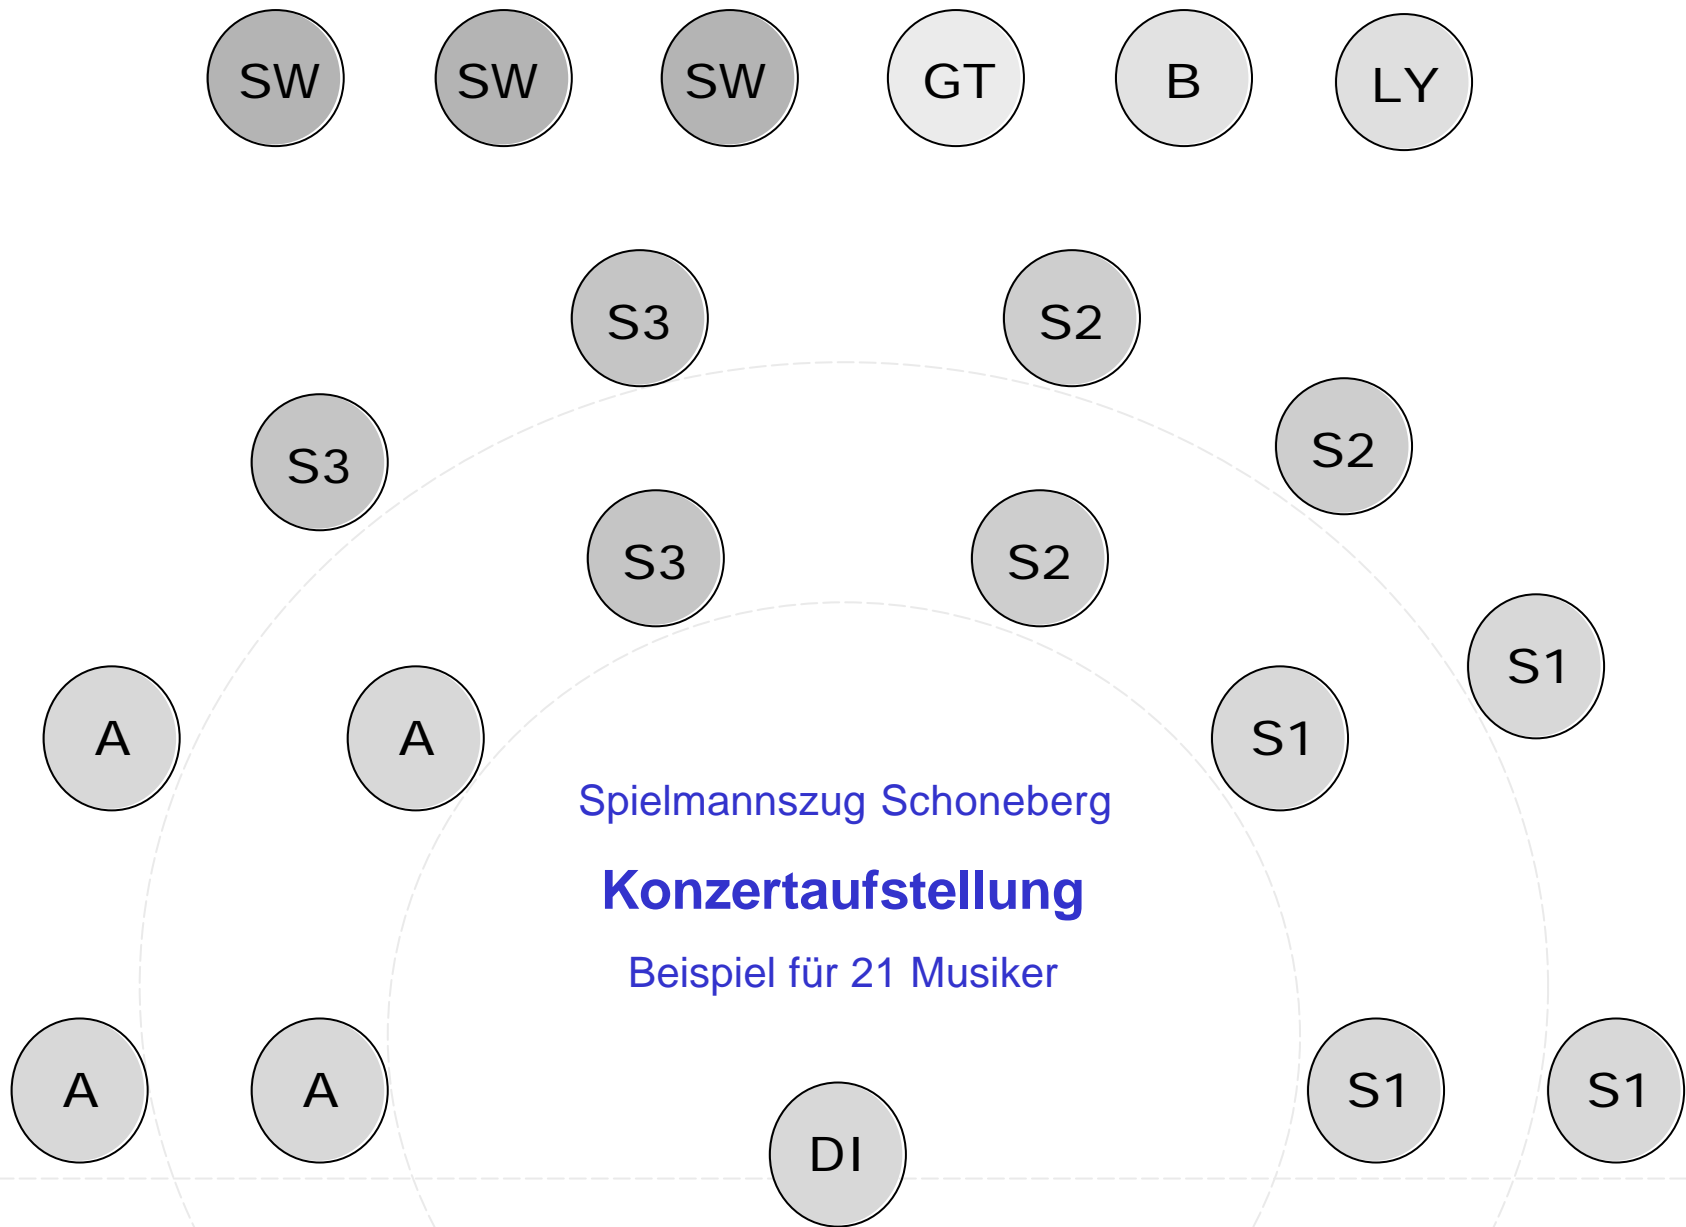 SW SW SW GT B LY
S3 S2
S3 S2
S3 S2
S1
A A S1
Spielmannszug Schoneberg
Konzertaufstellung
Beispiel für 21 Musiker
A A S1 S1
DI